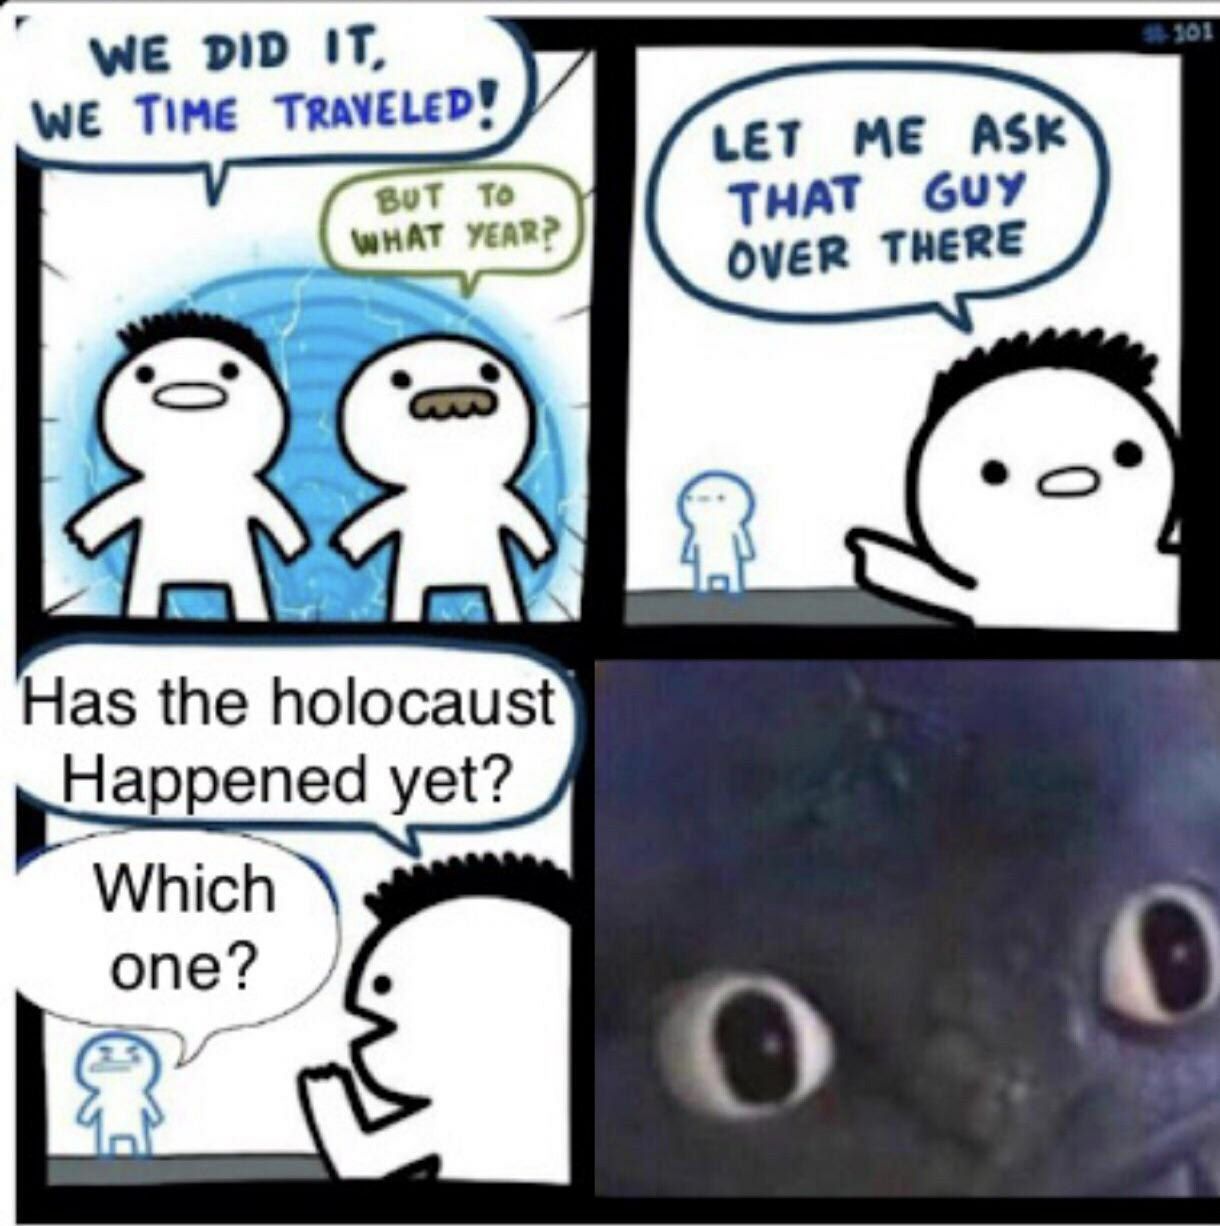 WE DID IT,
WE TIME TRAVELED!
BUT TO
WHAT YEAR?
101
LET ME ASK
THAT GUY
OVER THERE
Has the holocaust
Happened yet?
Which
one?